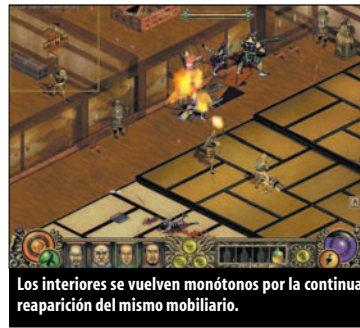 Los interiores se vuelven monótonos por la continua
reaparición del mismo mobiliario.